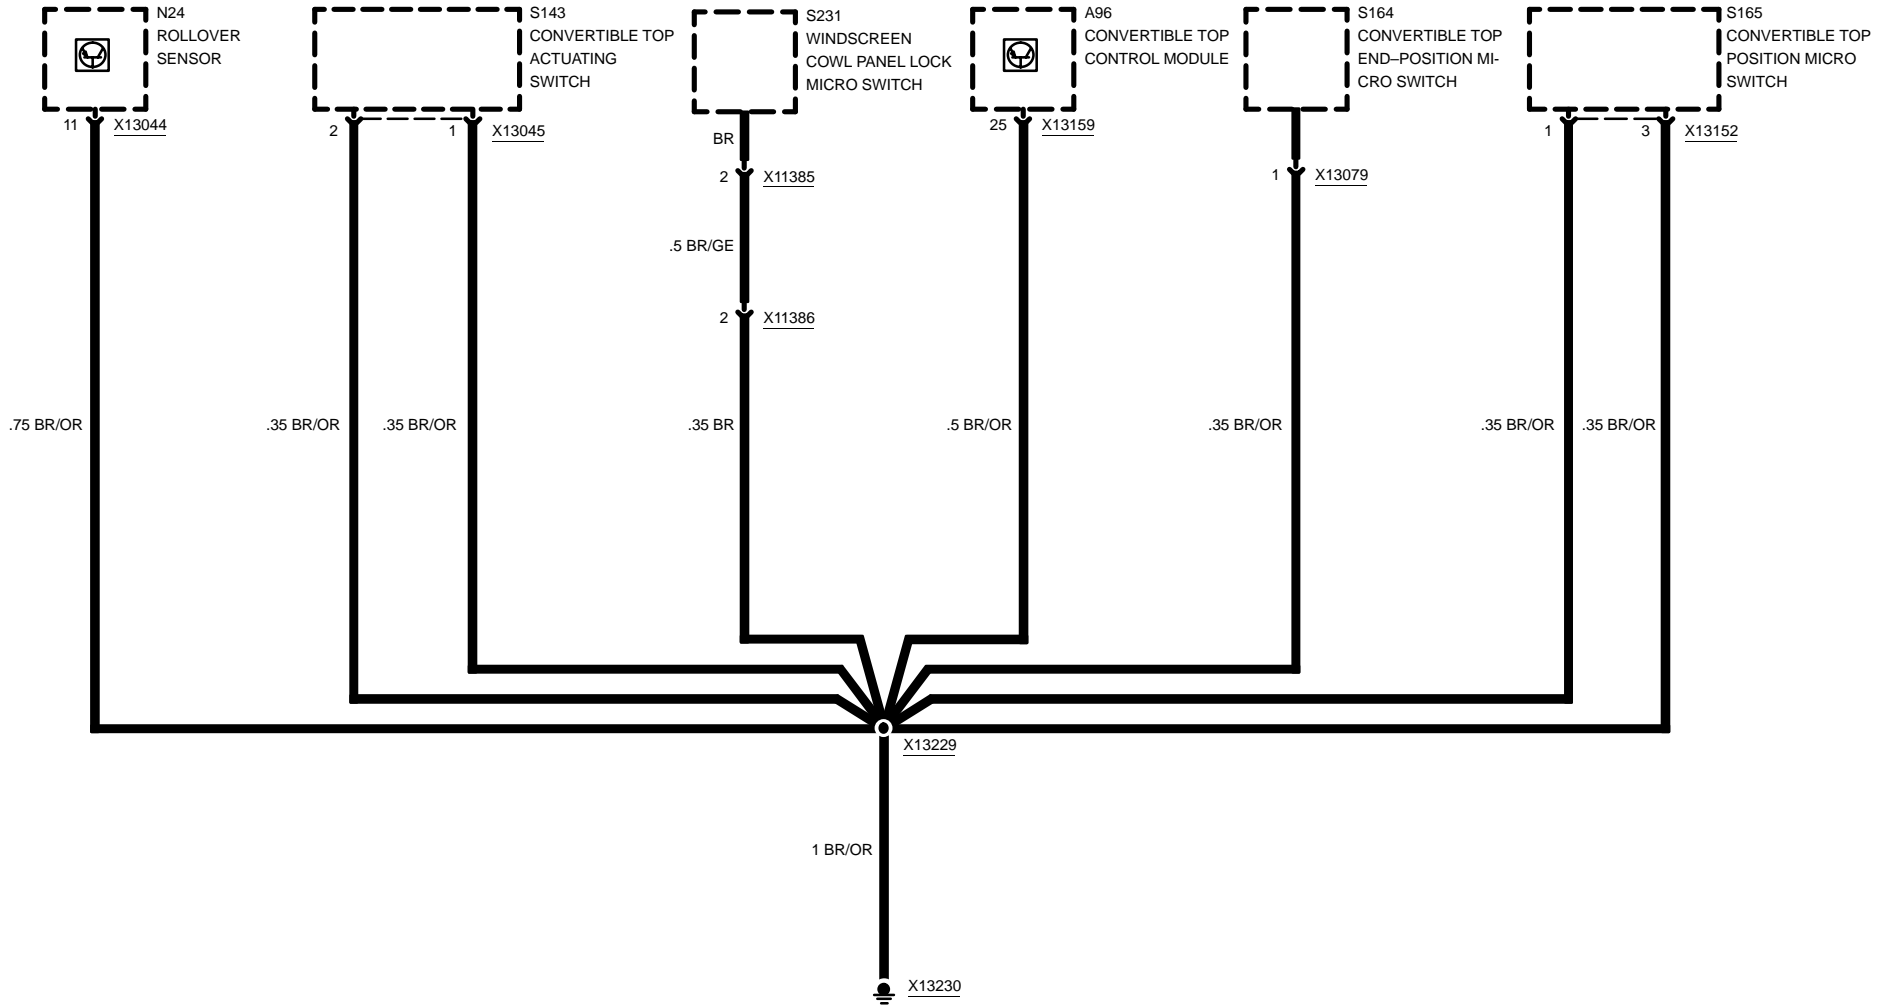 N24
ROLLOVER
SENSOR
S143
CONVERTIBLE TOP
ACTUATING
SWITCH
S231
WINDSCREEN
COWL PANEL LOCK
MICRO SWITCH
A96
CONVERTIBLE TOP
CONTROL MODULE
S164
CONVERTIBLE TOP
END–POSITION MI-
CRO SWITCH
S165
CONVERTIBLE TOP
POSITION MICRO
SWITCH
11 X13044
2 1 X13045
BR
25 X13159
1 3 X13152
2 X11385
1 X13079
.5 BR/GE
2 X11386
.75 BR/OR
.35 BR/OR
.35 BR/OR
.35 BR
.5 BR/OR
.35 BR/OR
.35 BR/OR
.35 BR/OR
X13229
1 BR/OR
X13230